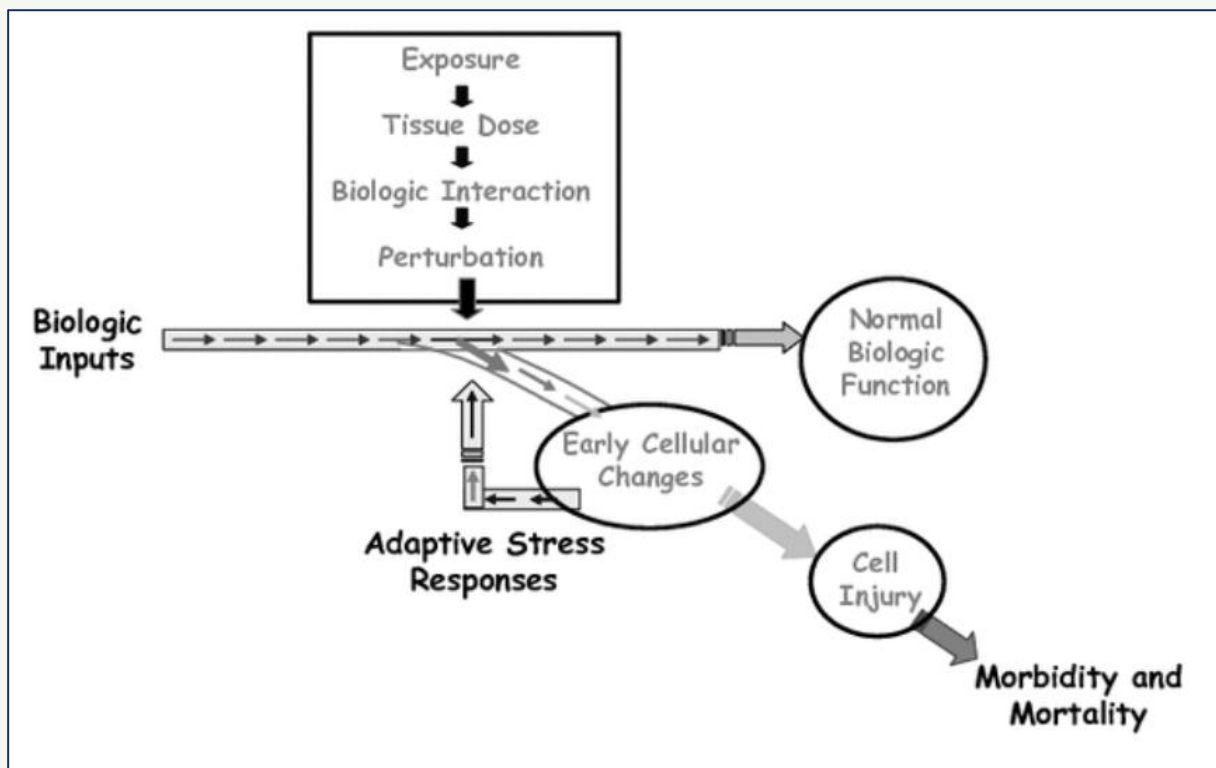 Exposure
Tissue Dose
Biologic Interaction
Perturbation
Biologic
Inputs
Normal
Biologic
Function
Early Cellular
Changes
Adaptive Stress
Responses
Cell
Injury
Morbidity and
Mortality